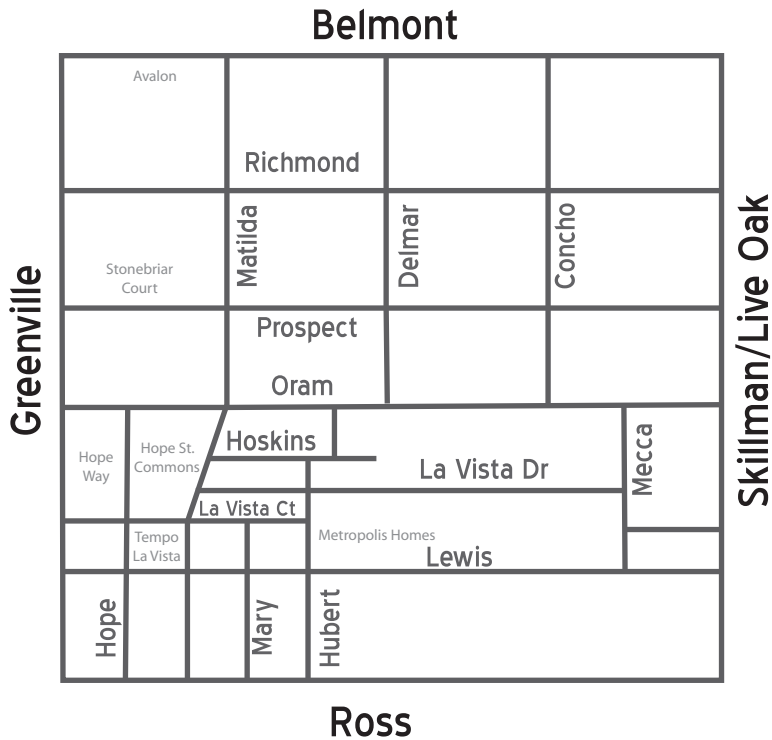 Belmont
Avalon
Richmond
Matilda
Delmar
Concho
Stonebriar
Court
Greenville
Skillman/Live Oak
Prospect
Oram
Hope
Way
Hope St.
Commons
Hoskins
La Vista Dr
Mecca
La Vista Ct
Tempo
La Vista
Metropolis Homes
Lewis
Hope
Mary
Hubert
Ross